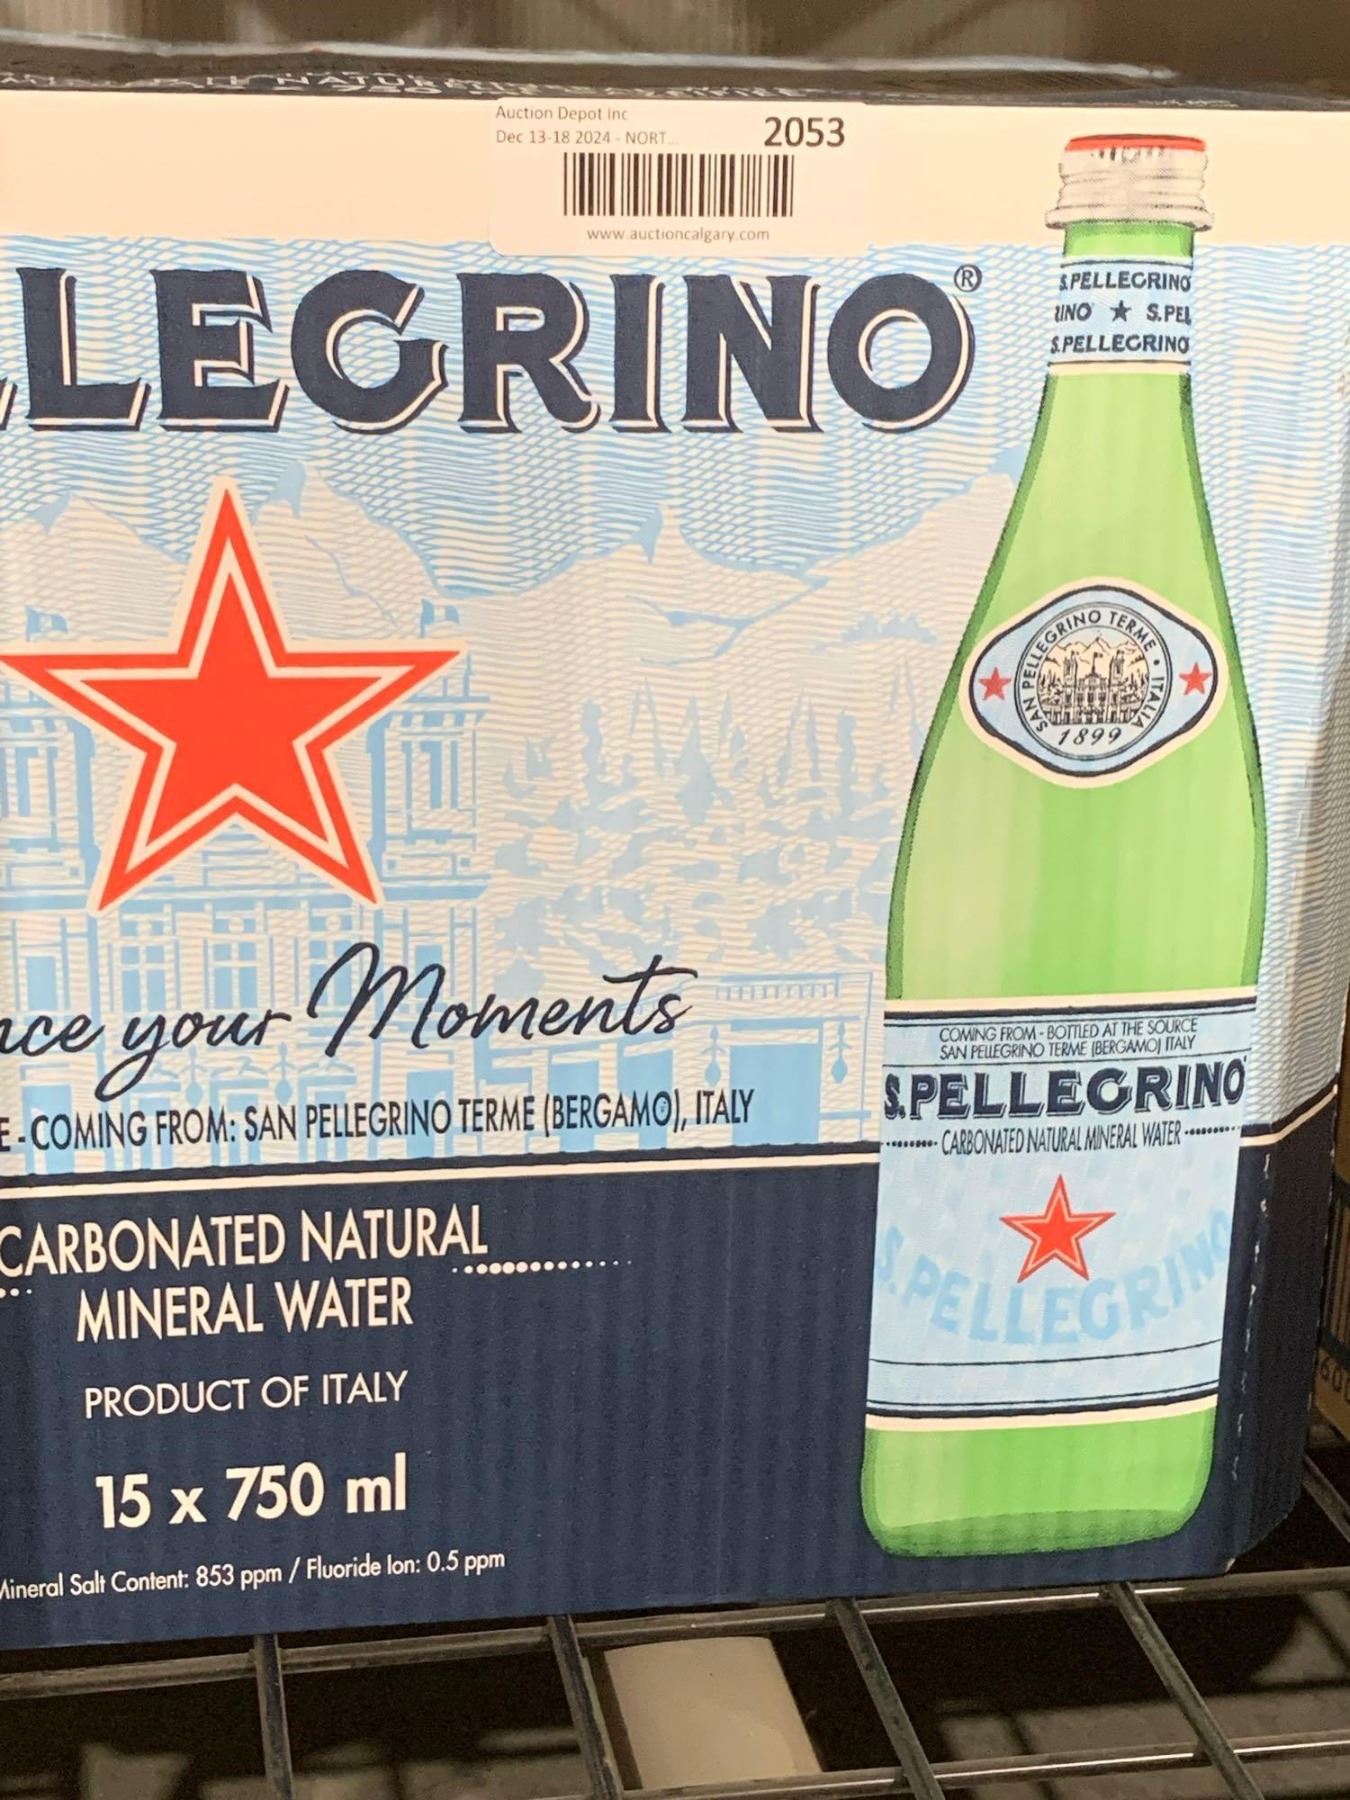 Auction Depot Inc
Dec 13-18 2024 - NORT...
2053
www.auctioncalgary.com
LEGRINO®
S.PELLEGRINO
RINO ★ S.PEL
S.PELLEGRINO
SAN PELLEGRINO TERME • ITALIA
1899
nce your Moments
E - COMING FROM: SAN PELLEGRINO TERME (BERGAMO), ITALY
COMING FROM - BOTTLED AT THE SOURCE
SAN PELLEGRINO TERME (BERGAMO) ITALY
S.PELLEGRINO
CARBONATED NATURAL MINERAL WATER
S.PELLEGRINO
CARBONATED NATURAL
MINERAL WATER
PRODUCT OF ITALY
15 x 750 ml
Mineral Salt Content: 853 ppm / Fluoride Ion: 0.5 ppm